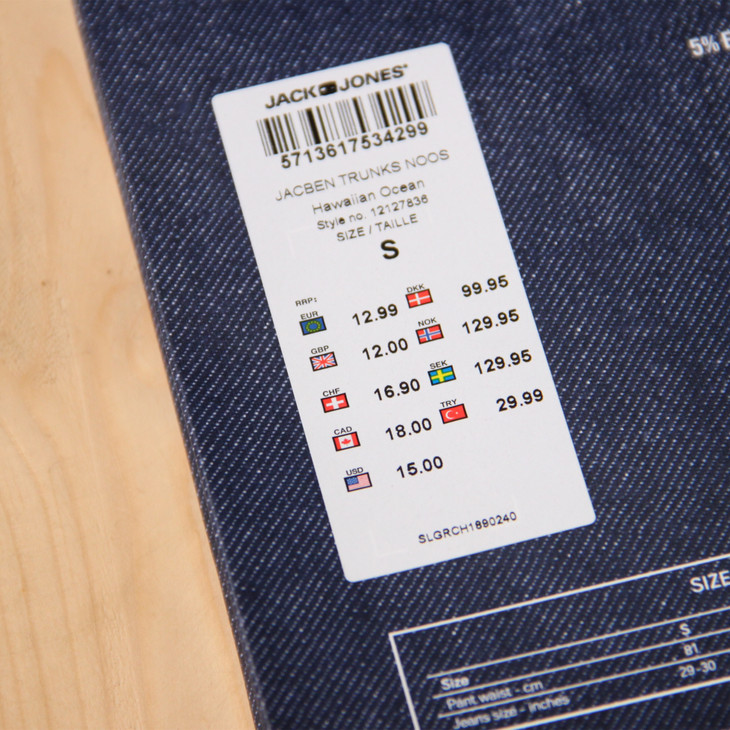 5%
JACK JONES®
5713617534299
JACBEN TRUNKS NOOS
Hawaiian Ocean
Style no. 12127836
SIZE / TAILLE
S
RRP:
EUR 12.99 DKK 99.95
GBP 12.00 NOK 129.95
CHF 16.90 SEK 129.95
CAD 18.00 TRY 29.99
USD 15.00
SLGRCH1890240
SIZE
Size S
Pant waist - cm 81
Jeans size - inches 29-30